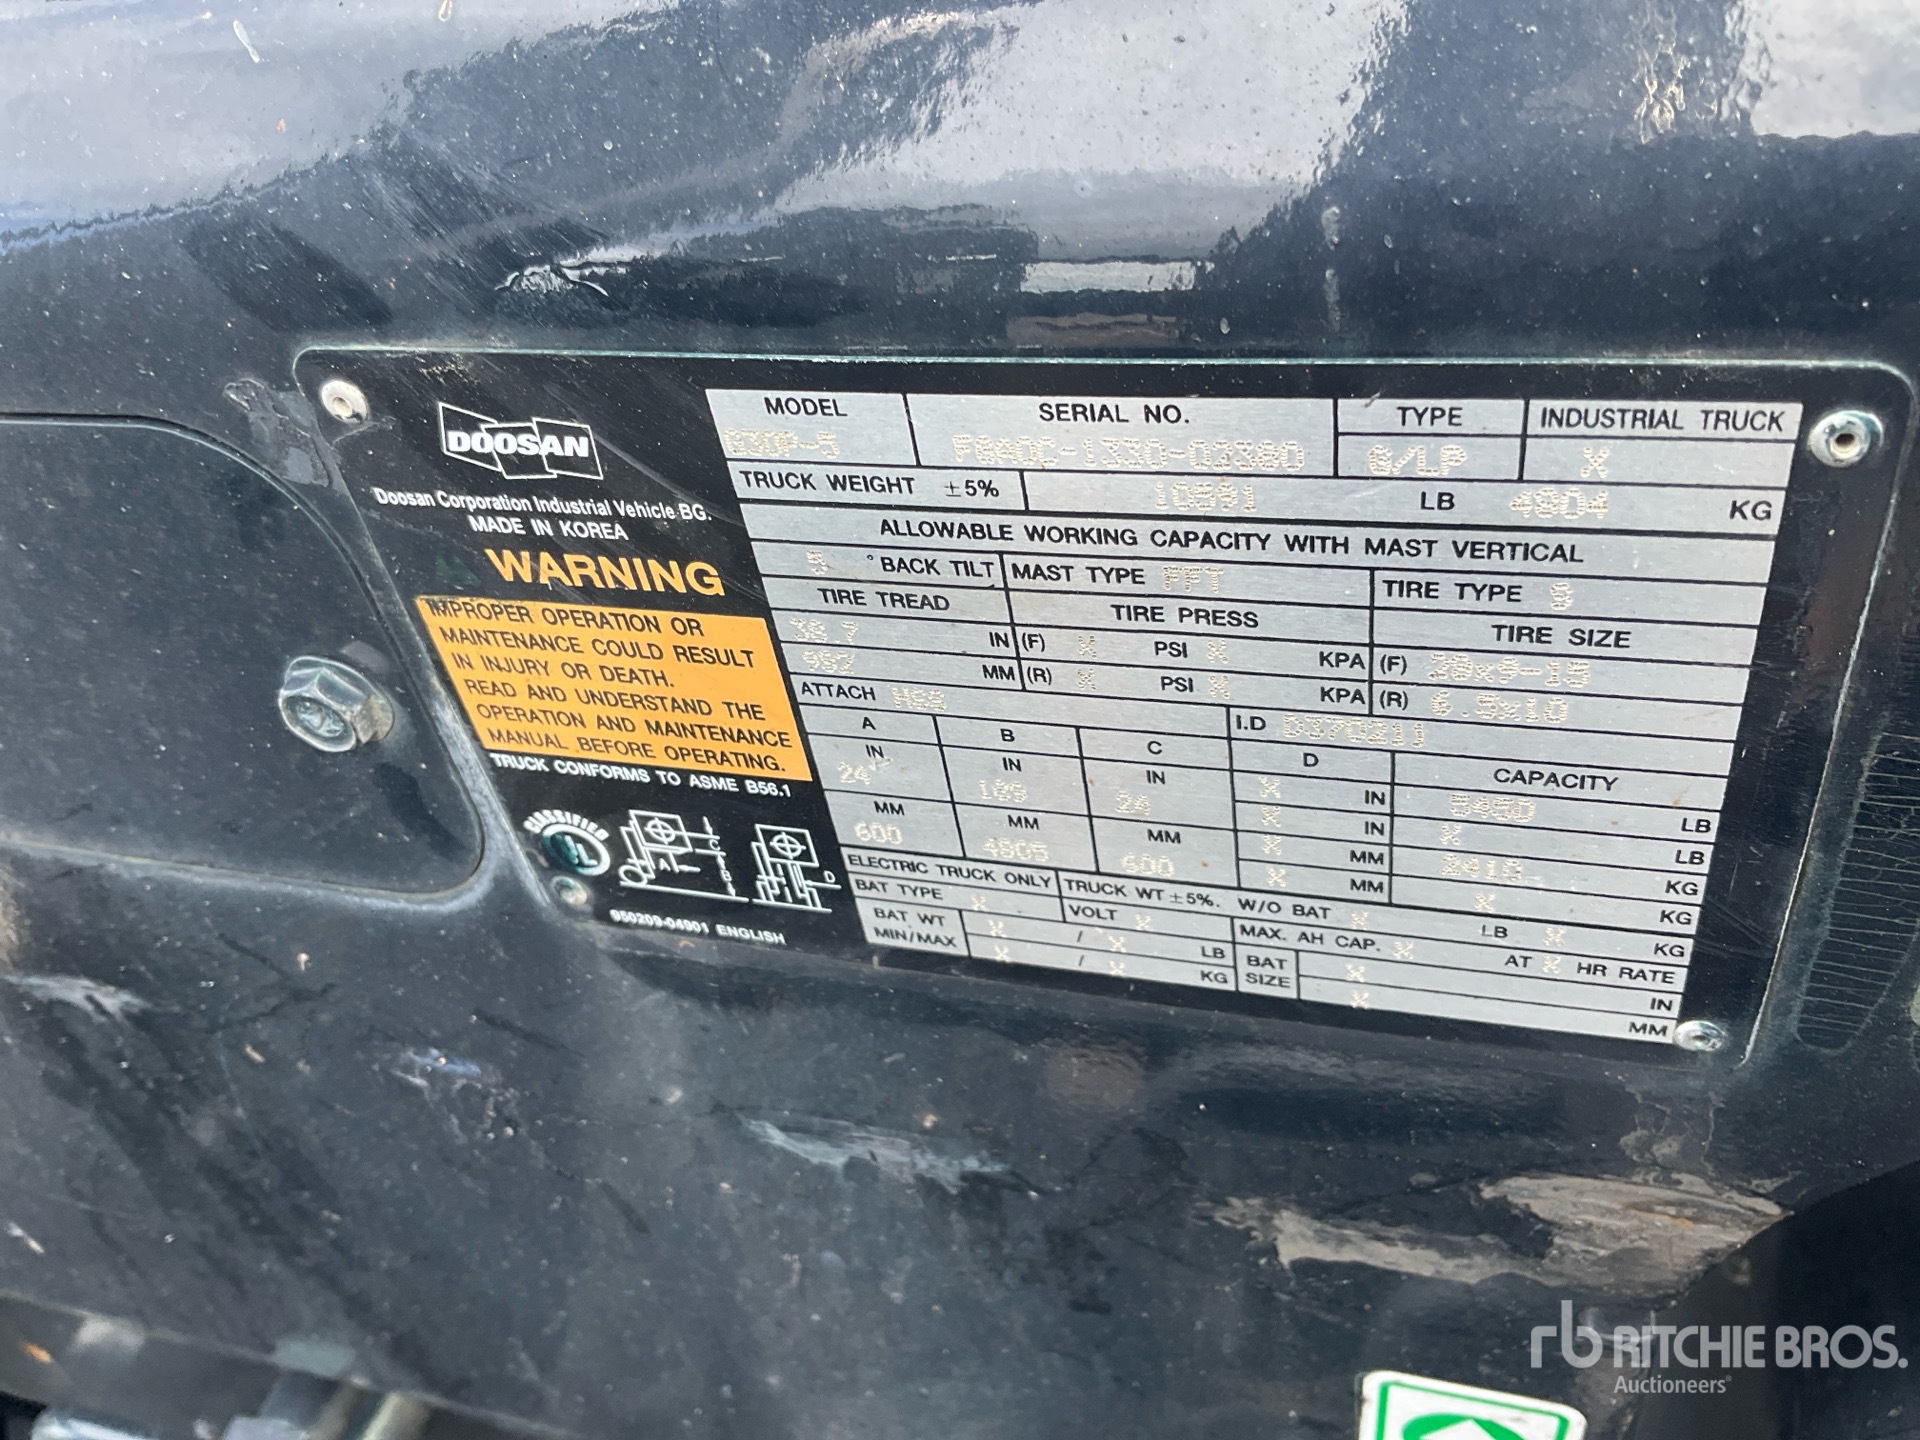 DOOSAN
Doosan Corporation Industrial Vehicle BG.
MADE IN KOREA
WARNING
IMPROPER OPERATION OR
MAINTENANCE COULD RESULT
IN INJURY OR DEATH.
READ AND UNDERSTAND THE
OPERATION AND MAINTENANCE
MANUAL BEFORE OPERATING.
TRUCK CONFORMS TO ASME B56.1
CLASSIFIED
UL
A C B D
950209-04901 ENGLISH
MODEL SERIAL NO. TYPE INDUSTRIAL TRUCK
G30P-5 G/LP X
TRUCK WEIGHT ±5% LB 4804 KG
ALLOWABLE WORKING CAPACITY WITH MAST VERTICAL
5 °BACK TILT MAST TYPE FFT TIRE TYPE
TIRE TREAD TIRE PRESS TIRE SIZE
IN (F) X PSI X KPA (F)
MM (R) X PSI X KPA (R)
ATTACH I.D
A B C D CAPACITY
IN IN IN X IN LB
24 24 X IN X LB
MM MM MM X MM KG
600 600 X MM X KG
ELECTRIC TRUCK ONLY TRUCK WT ±5%. W/O BAT X LB X KG
BAT TYPE X VOLT X MAX. AH CAP. X AT X HR RATE
BAT WT MIN/MAX X / X LB BAT SIZE X IN
X / X KG X MM
rb RITCHIE BROS.
Auctioneers